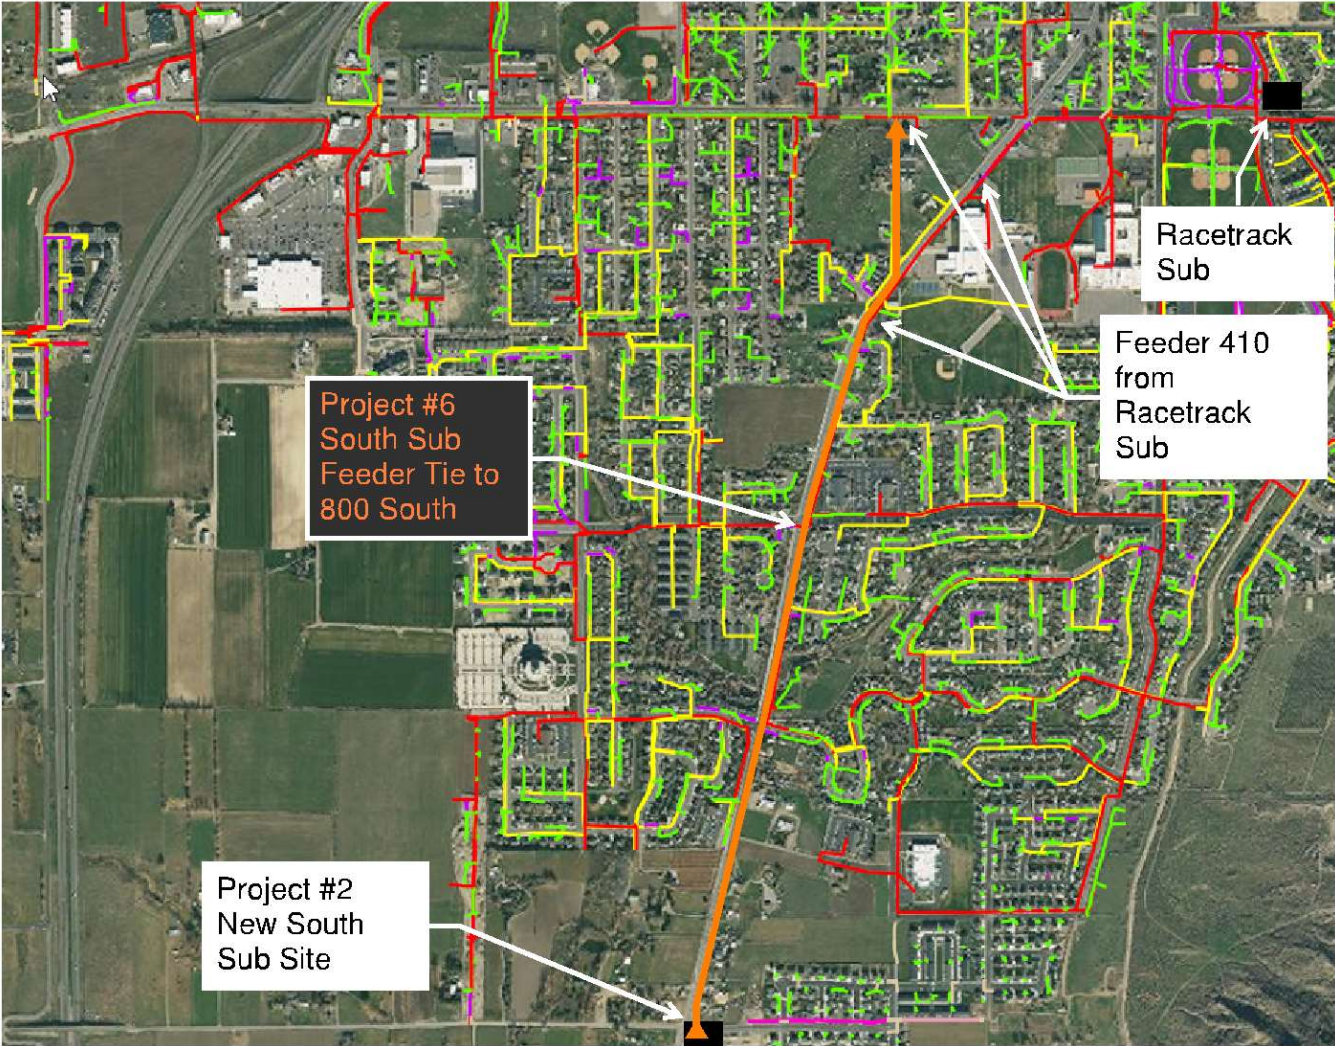 Racetrack
Sub
Feeder 410
from
Racetrack
Sub
Project #6
South Sub
Feeder Tie to
800 South
Project #2
New South
Sub Site